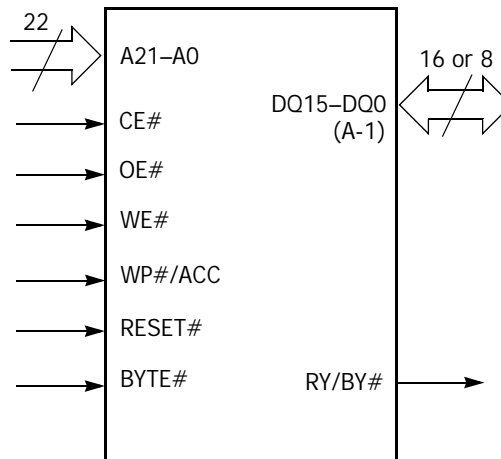 22
A21–A0
16 or 8
DQ15–DQ0
(A-1)
CE#
OE#
WE#
WP#/ACC
RESET#
BYTE#
RY/BY#